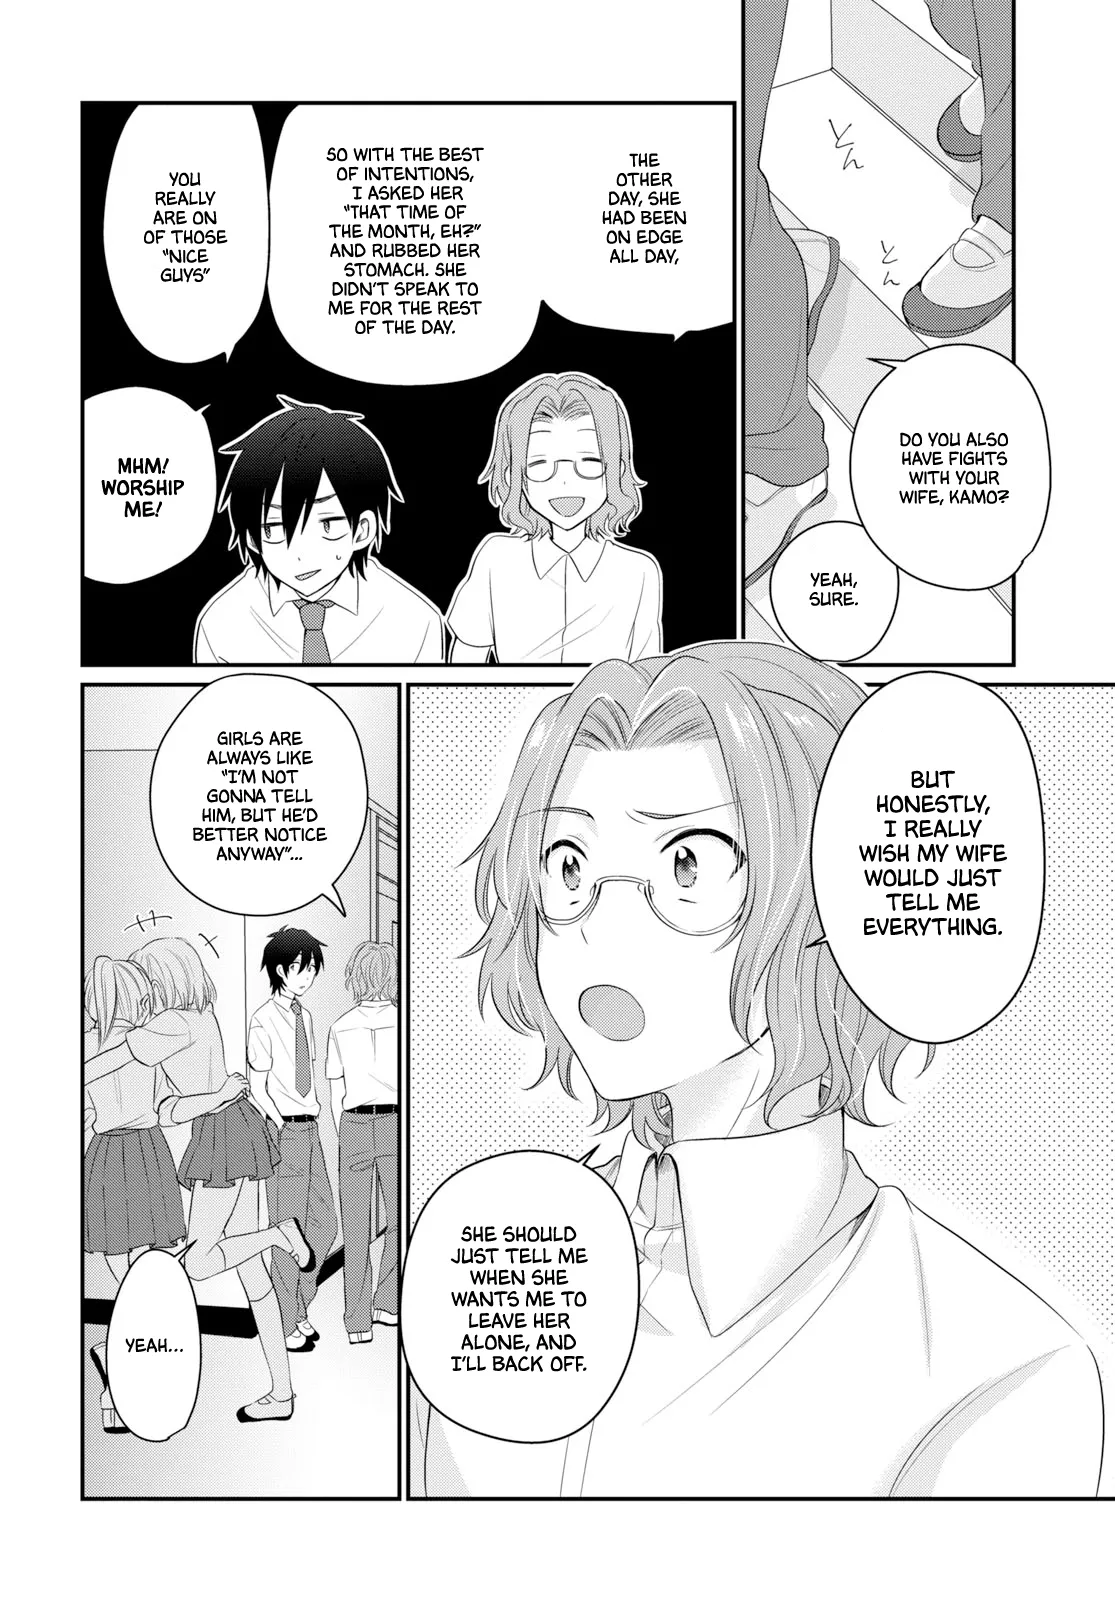 とん
とん
DO YOU ALSO
HAVE FIGHTS
WITH YOUR
WIFE, KAMO?
YEAH,
SURE.
THE
OTHER
DAY, SHE
HAD BEEN
ON EDGE
ALL DAY,
SO WITH THE BEST
OF INTENTIONS,
I ASKED HER
"THAT TIME OF
THE MONTH, EH?"
AND RUBBED HER
STOMACH. SHE
DIDN'T SPEAK TO
ME FOR THE REST
OF THE DAY.
YOU
REALLY
ARE ON
OF THOSE
"NICE
GUYS"
MHM!
WORSHIP
ME!
BUT
HONESTLY,
I REALLY
WISH MY WIFE
WOULD JUST
TELL ME
EVERYTHING.
SHE SHOULD
JUST TELL ME
WHEN SHE
WANTS ME TO
LEAVE HER
ALONE, AND
I'LL BACK OFF.
GIRLS ARE
ALWAYS LIKE
"I'M NOT
GONNA TELL
HIM, BUT HE'D
BETTER NOTICE
ANYWAY"...
YEAH...